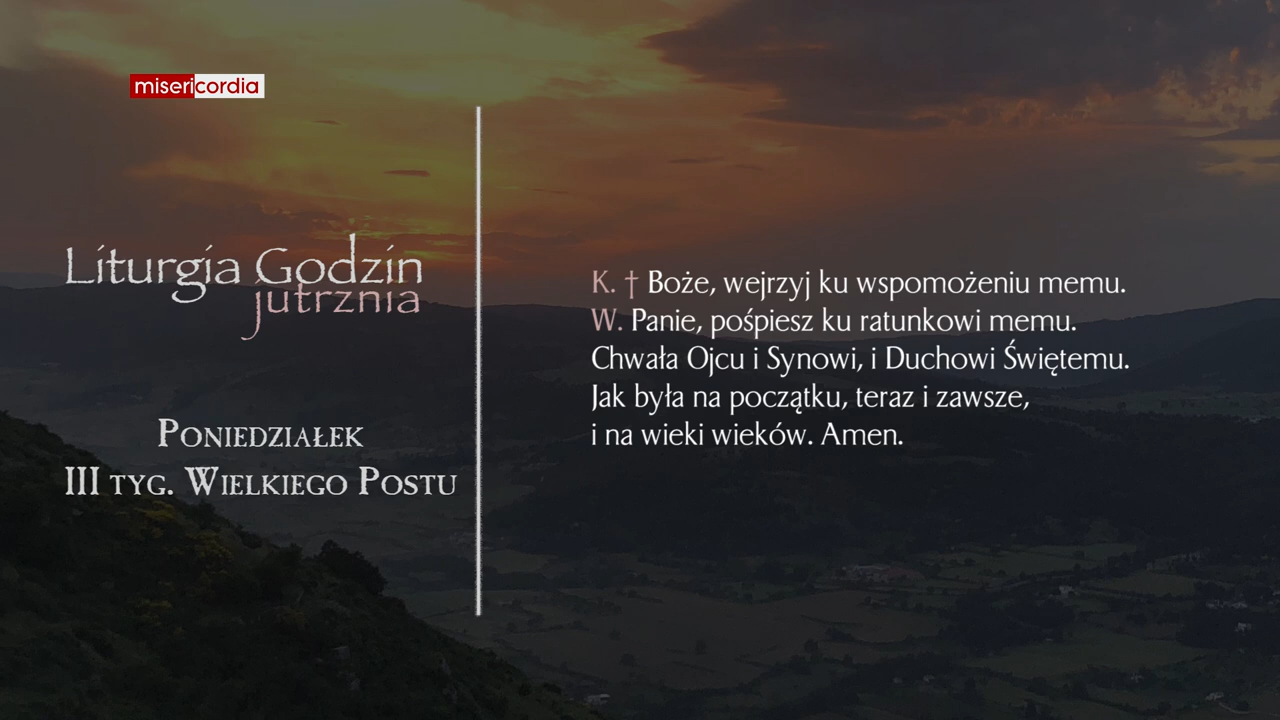 misericordia
Liturgia Godzin
jutrznia
Poniedziałek
III tyg. Wielkiego Postu
K. † Boże, wejrzyj ku wspomożeniu memu.
W. Panie, pośpiesz ku ratunkowi memu.
Chwała Ojcu i Synowi, i Duchowi Świętemu.
Jak była na początku, teraz i zawsze,
i na wieki wieków. Amen.